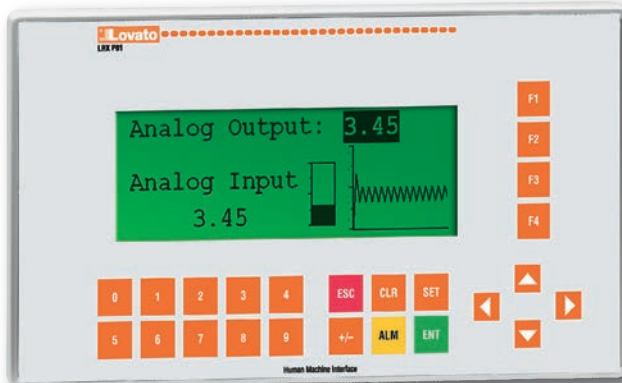 Lovato
LRX P01
Analog Output: 3.45
Analog Input
3.45
F1
F2
F3
F4
0 1 2 3 4 ESC CLR SET
5 6 7 8 9 +/- ALM ENT
Human Machine Interface